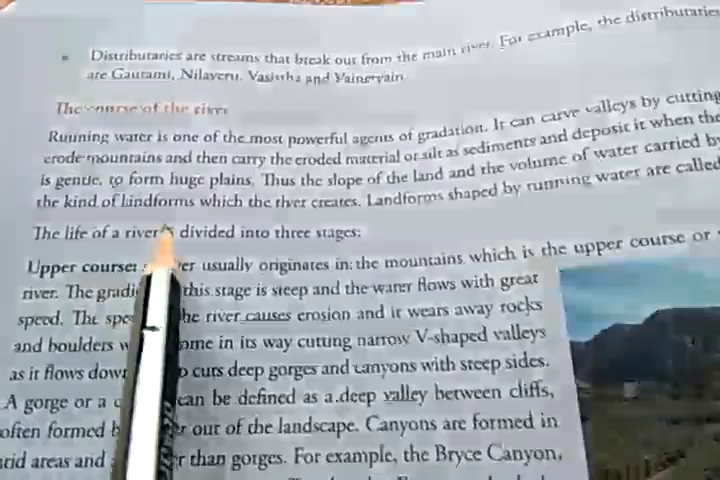 Distributaries are streams that break out from the main river. For example, the distributaries
are Gautami, Nilaveru, Vasistha and Vainevain.
The course of the river
Running water is one of the most powerful agents of gradation. It can carve valleys by cutting
erode mountains and then carry the eroded material or silt as sediments and deposit it when the
is gentle, to form huge plains. Thus the slope of the land and the volume of water carried by
the kind of landforms which the river creates. Landforms shaped by running water are called
The life of a river is divided into three stages:
Upper course: usually originates in: the mountains which is the upper course or
river. The this stage is steep and the water flows with great
speed. The the river causes erosion and it wears away rocks
and boulders come in its way cutting narrow V-shaped valleys
as it flows down cuts deep gorges and canyons with steep sides.
A gorge or a can be defined as a deep valley between cliffs,
often formed out of the landscape. Canyons are formed in
arid areas and than gorges. For example, the Bryce Canyon,